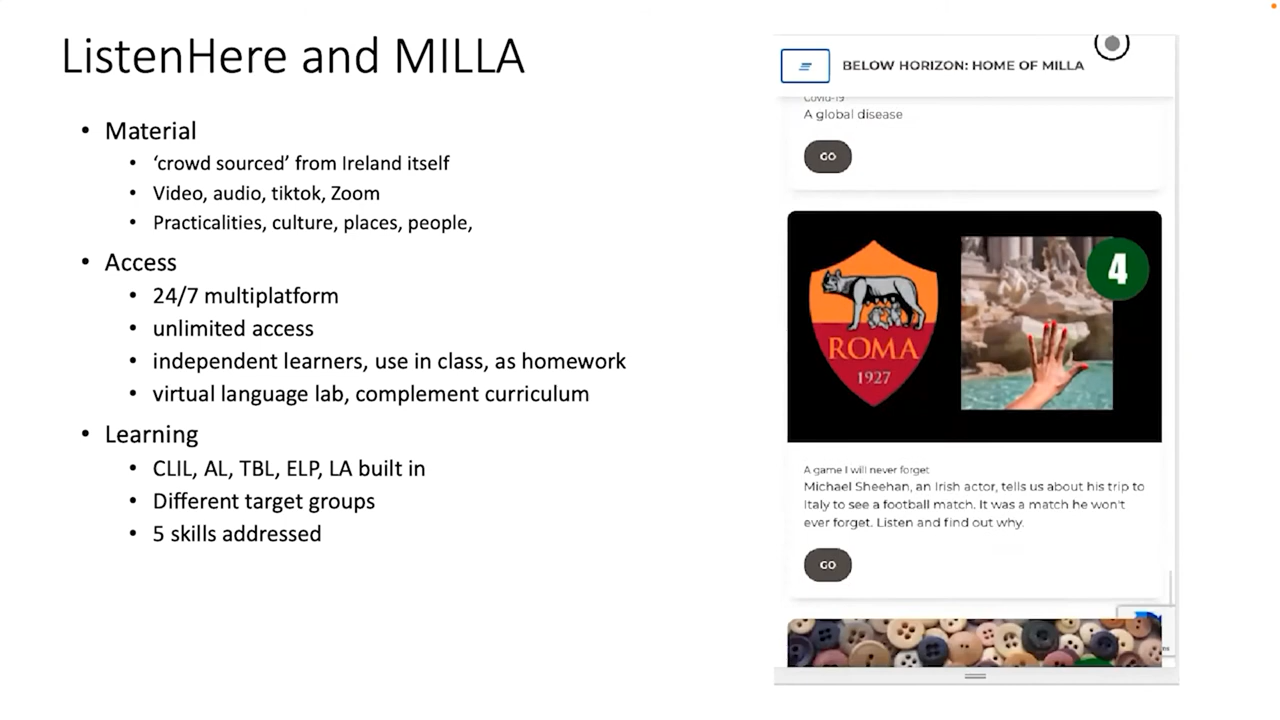 ListenHere and MILLA
• Material
• ‘crowd sourced’ from Ireland itself
• Video, audio, tiktok, Zoom
• Practicalities, culture, places, people,
• Access
• 24/7 multiplatform
• unlimited access
• independent learners, use in class, as homework
• virtual language lab, complement curriculum
• Learning
• CLIL, AL, TBL, ELP, LA built in
• Different target groups
• 5 skills addressed
BELOW HORIZON: HOME OF MILLA
Covid-19
A global disease
GO
4
ROMA
1927
A game I will never forget
Michael Sheehan, an Irish actor, tells us about his trip to
Italy to see a football match. It was a match he won't
ever forget. Listen and find out why.
GO